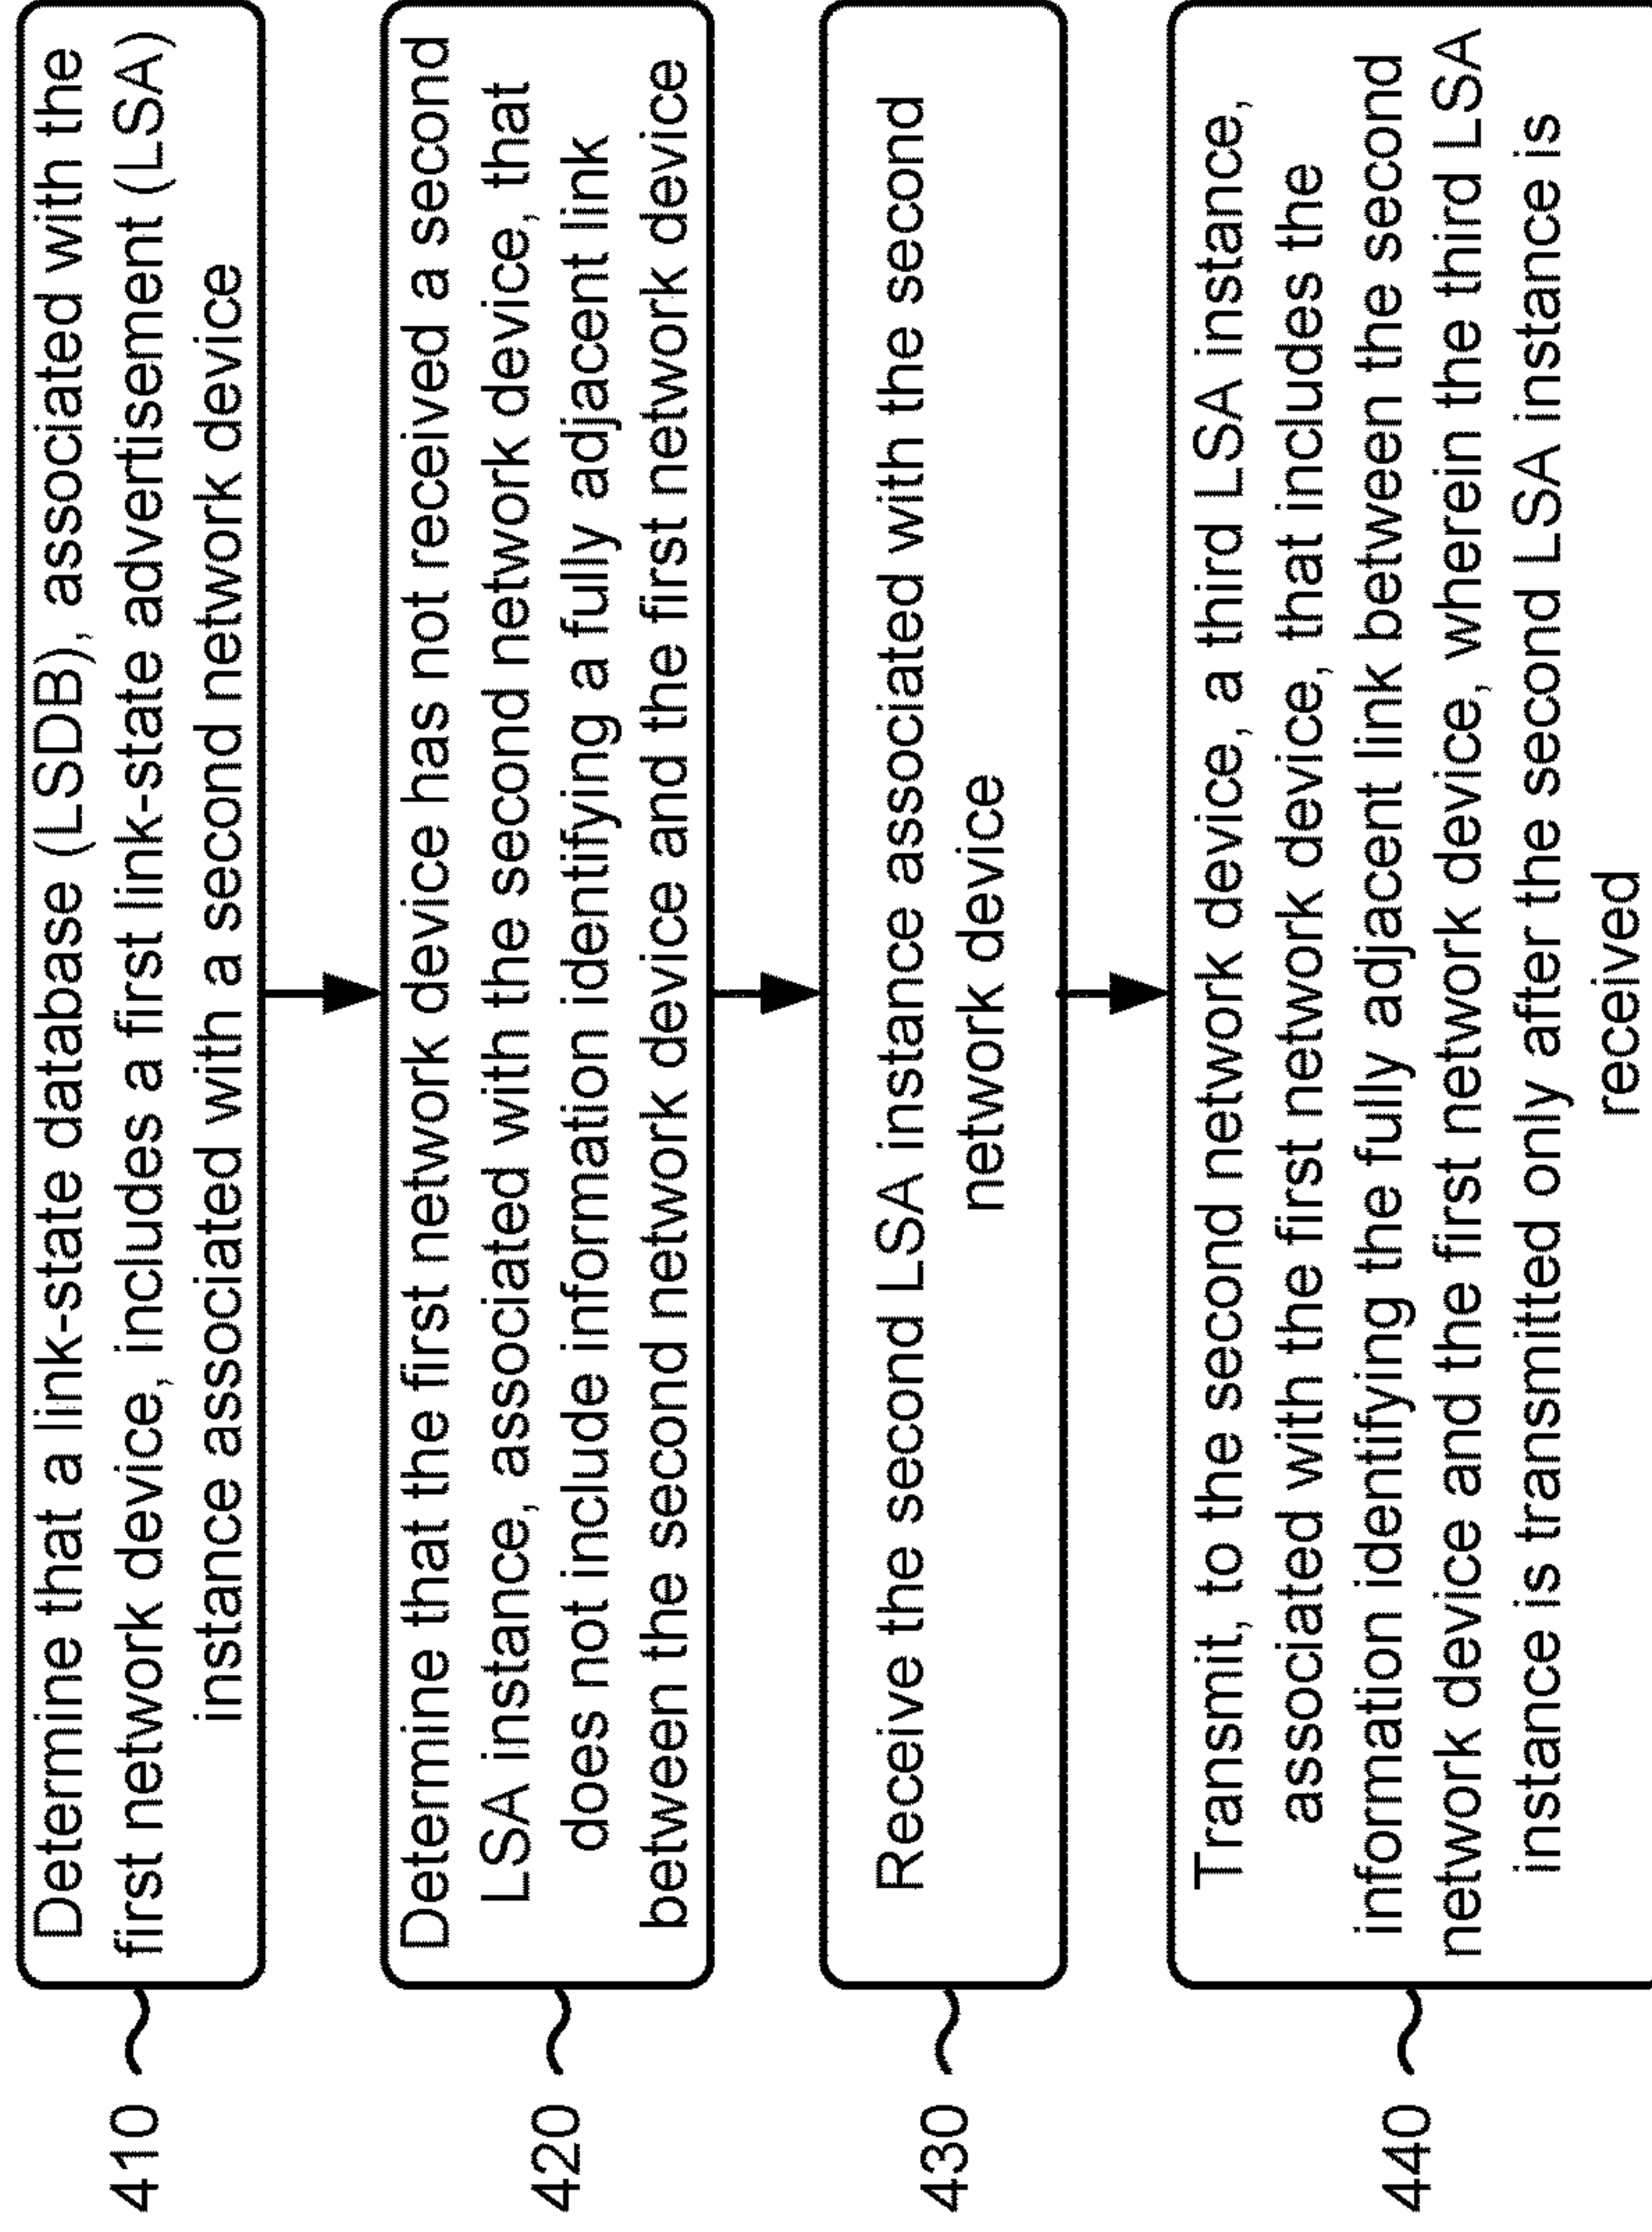 410
Determine that a link-state database (LSDB), associated with the
first network device, includes a first link-state advertisement (LSA)
instance associated with a second network device
420
Determine that the first network device has not received a second
LSA instance, associated with the second network device, that
does not include information identifying a fully adjacent link
between the second network device and the first network device
430
Receive the second LSA instance associated with the second
network device
440
Transmit, to the second network device, a third LSA instance,
associated with the first network device, that includes the
information identifying the fully adjacent link between the second
network device and the first network device, wherein the third LSA
instance is transmitted only after the second LSA instance is
received